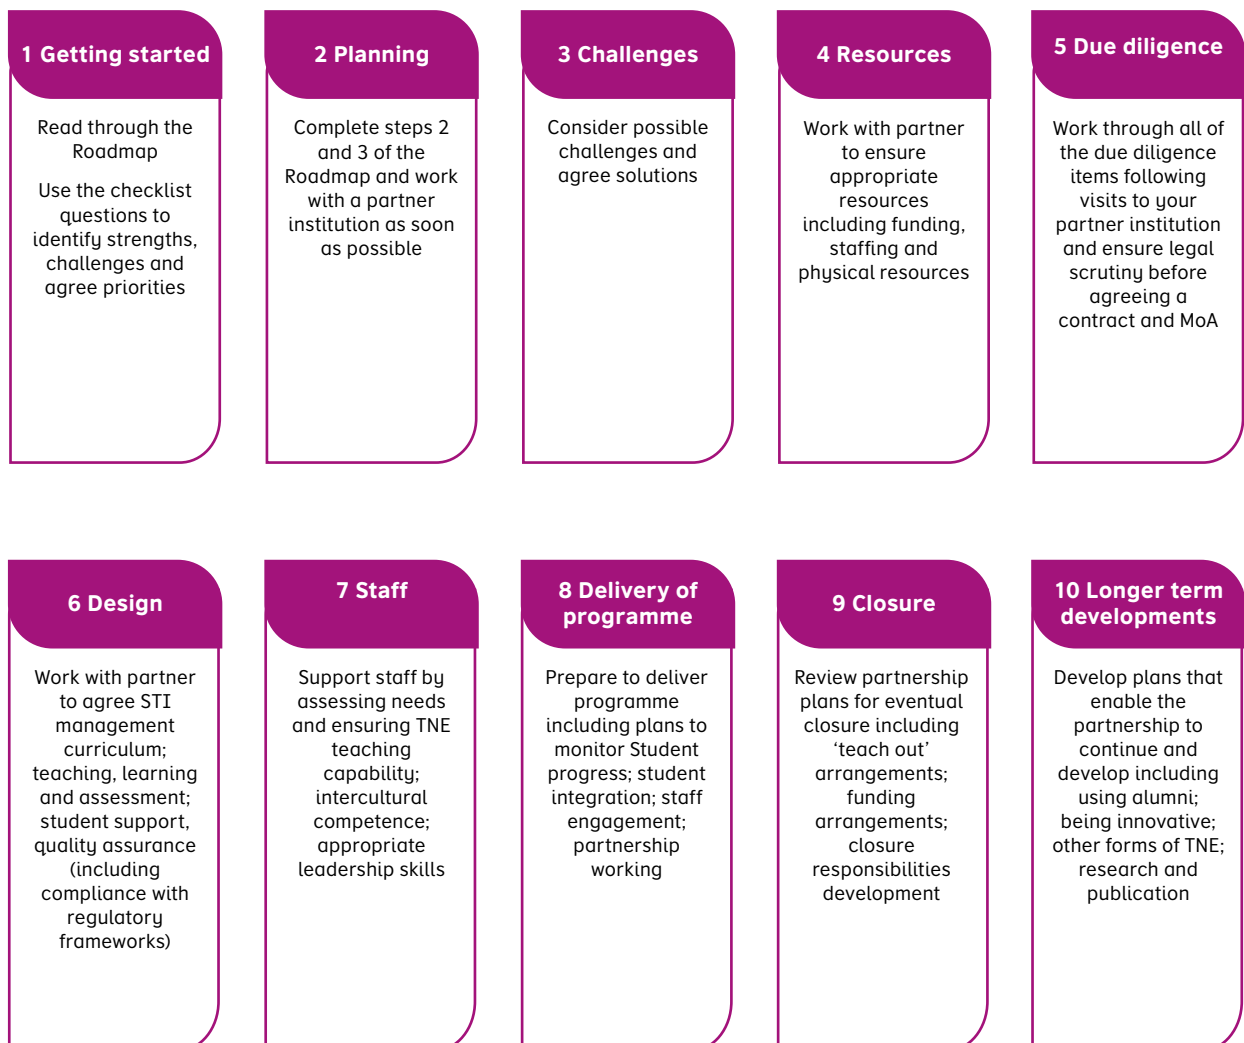 1 Getting started
Read through the
Roadmap
Use the checklist
questions to
identify strengths,
challenges and
agree priorities
2 Planning
Complete steps 2
and 3 of the
Roadmap and work
with a partner
institution as soon
as possible
3 Challenges
Consider possible
challenges and
agree solutions
4 Resources
Work with partner
to ensure
appropriate
resources
including funding,
staffing and
physical resources
5 Due diligence
Work through all of
the due diligence
items following
visits to your
partner institution
and ensure legal
scrutiny before
agreeing a
contract and MoA
6 Design
Work with partner
to agree STI
management
curriculum;
teaching, learning
and assessment;
student support,
quality assurance
(including
compliance with
regulatory
frameworks)
7 Staff
Support staff by
assessing needs
and ensuring TNE
teaching
capability;
intercultural
competence;
appropriate
leadership skills
8 Delivery of
programme
Prepare to deliver
programme
including plans to
monitor Student
progress; student
integration; staff
engagement;
partnership
working
9 Closure
Review partnership
plans for eventual
closure including
‘teach out’
arrangements;
funding
arrangements;
closure
responsibilities
development
10 Longer term
developments
Develop plans that
enable the
partnership to
continue and
develop including
using alumni;
being innovative;
other forms of TNE;
research and
publication